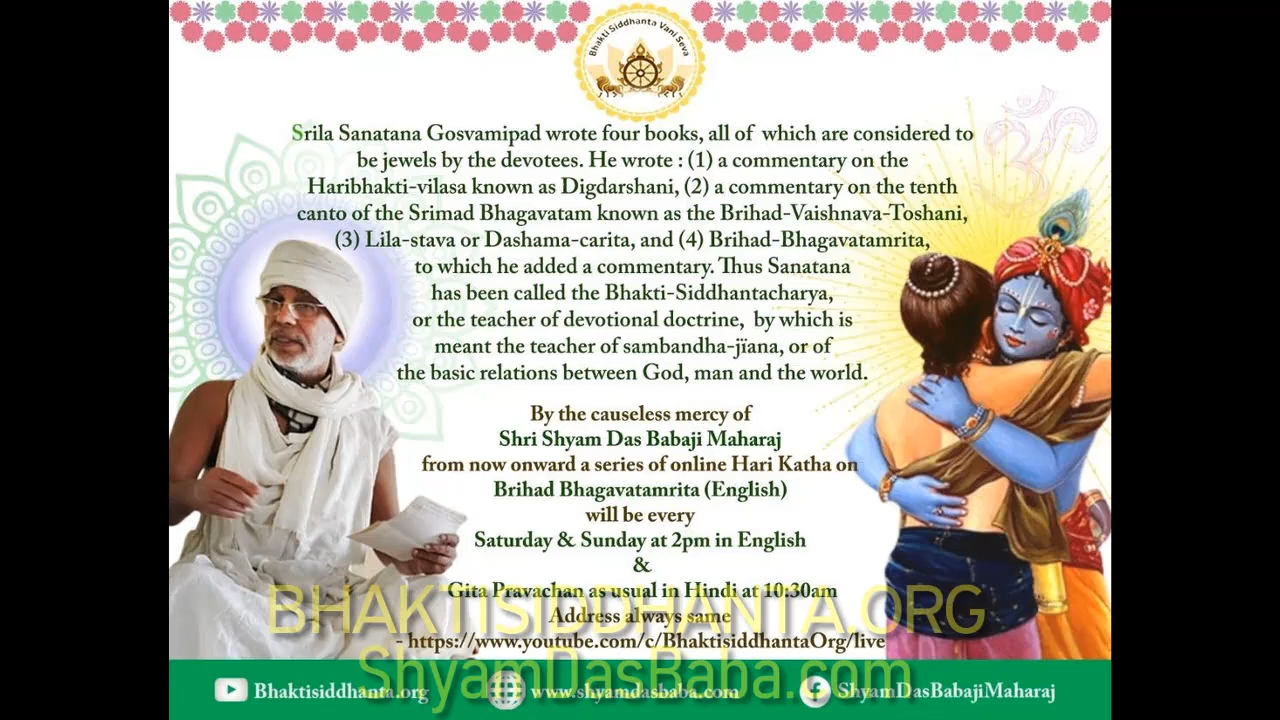 Bhakti Siddhanta Vani Seva
Srila Sanatana Gosvamipad wrote four books, all of which are considered to
be jewels by the devotees. He wrote : (1) a commentary on the
Haribhakti-vilasa known as Digdarshani, (2) a commentary on the tenth
canto of the Srimad Bhagavatam known as the Brihad-Vaishnava-Toshani,
(3) Lila-stava or Dashama-carita, and (4) Brihad-Bhagavatamrita,
to which he added a commentary. Thus Sanatana
has been called the Bhakti-Siddhantacharya,
or the teacher of devotional doctrine, by which is
meant the teacher of sambandha-jïana, or of
the basic relations between God, man and the world.
By the causeless mercy of
Shri Shyam Das Babaji Maharaj
from now onward a series of online Hari Katha on
Brihad Bhagavatamrita (English)
will be every
Saturday & Sunday at 2pm in English
&
Gita Pravachan as usual in Hindi at 10:30am
BHAKTISIDDHANTA.ORG
Address always same
- https://www.youtube.com/c/BhaktisiddhantaOrg/live
ShyamDasBaba.com
Bhaktisiddhanta.org
www.shyamdasbaba.com
ShyamDasBabajiMaharaj
ॐ